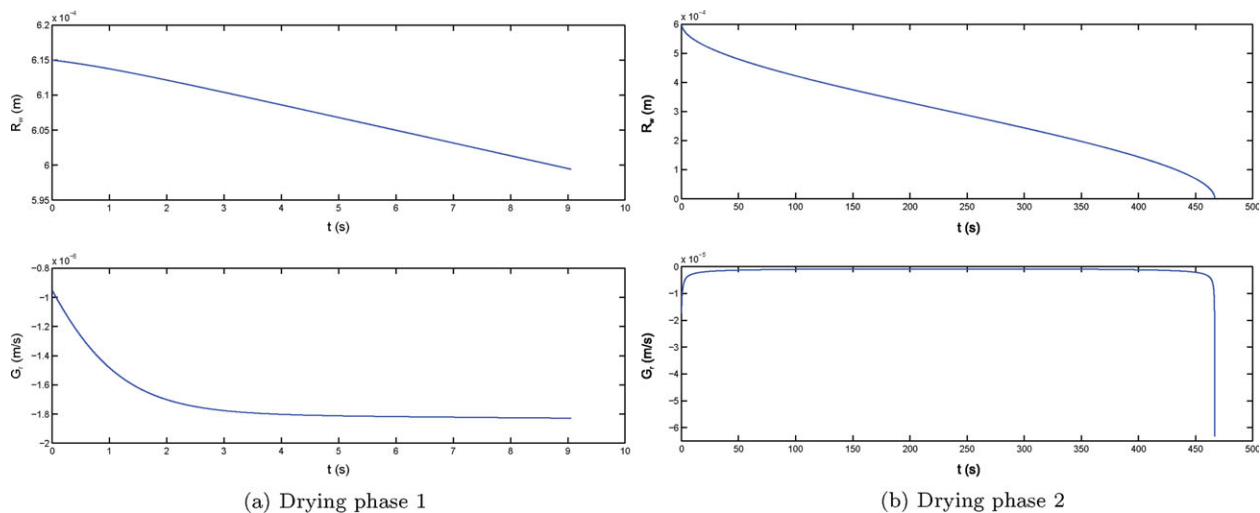 x 10⁻⁴
6.2
6.15
6.1
6.05
6
5.95
R_w (m)
0 1 2 3 4 5 6 7 8 9 10
t (s)
x 10⁻⁶
-0.8
-1
-1.2
-1.4
-1.6
-1.8
-2
G_r (m/s)
0 1 2 3 4 5 6 7 8 9 10
t (s)
(a) Drying phase 1
x 10⁻⁴
6
5
4
3
2
1
0
R_w (m)
0 50 100 150 200 250 300 350 400 450 500
t (s)
x 10⁻⁵
0
-1
-2
-3
-4
-5
-6
G_r (m/s)
0 50 100 150 200 250 300 350 400 450 500
t (s)
(b) Drying phase 2